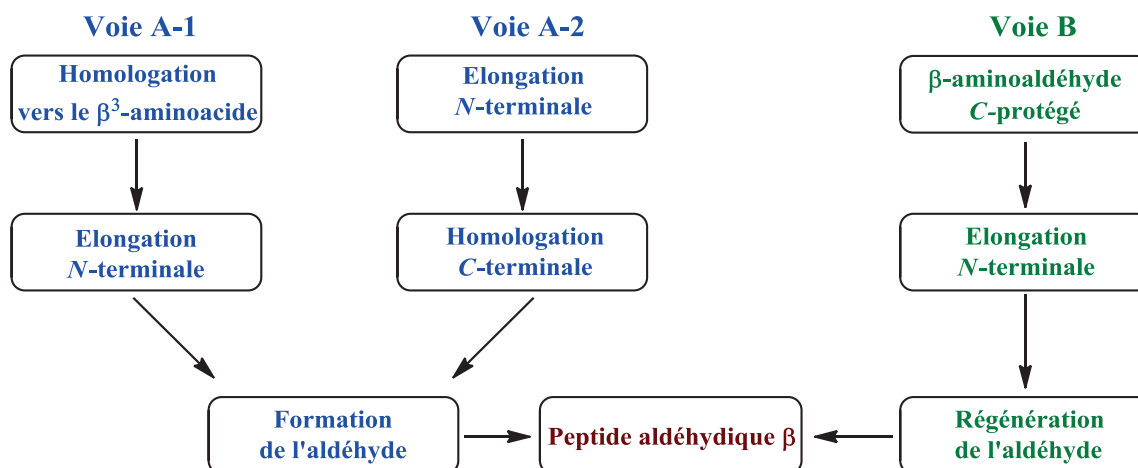 Voie A-1
Voie A-2
Voie B
Homologation
vers le β³-aminoacide
Elongation
N-terminale
β-aminoaldéhyde
C-protégé
Elongation
N-terminale
Homologation
C-terminale
Elongation
N-terminale
Formation
de l'aldéhyde
Peptide aldéhydique β
Régénération
de l'aldéhyde